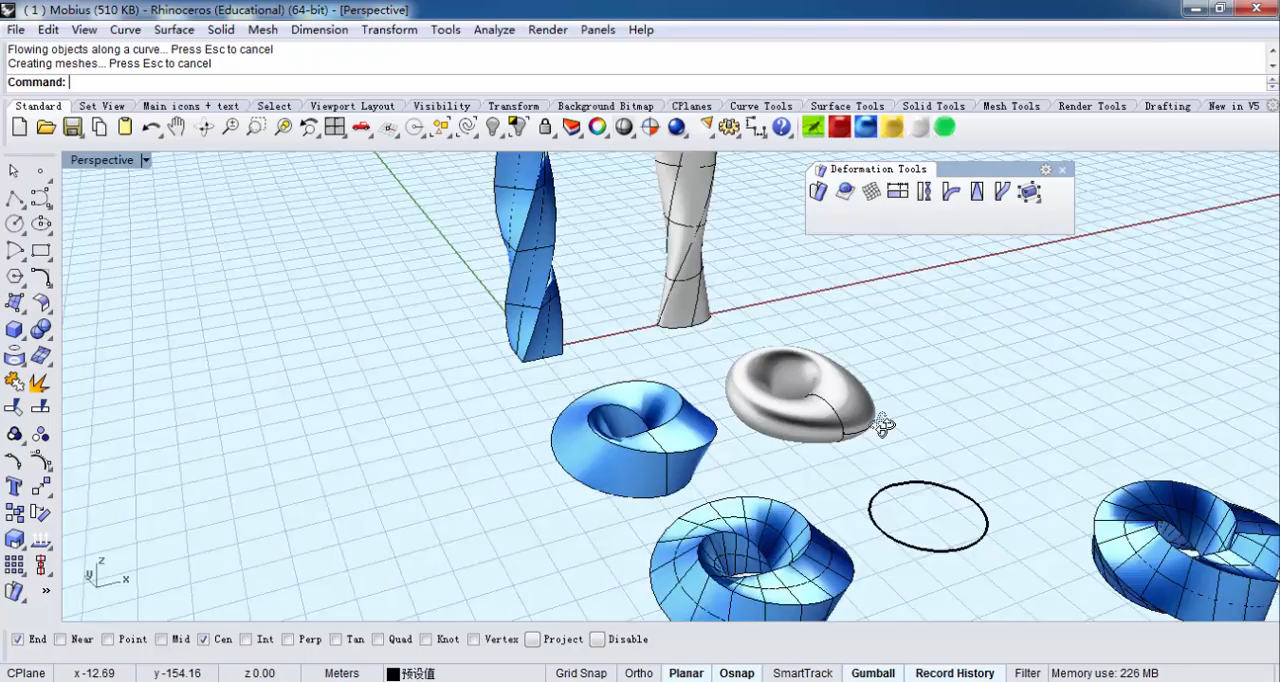 ( 1 ) Mobius (510 KB) - Rhinoceros (Educational) (64-bit) - [Perspective]
File Edit View Curve Surface Solid Mesh Dimension Transform Tools Analyze Render Panels Help
Flowing objects along a curve... Press Esc to cancel
Creating meshes... Press Esc to cancel
Command:
Standard Set View Main icons + text Select Viewport Layout Visibility Transform Background Bitmap CPlanes Curve Tools Surface Tools Solid Tools Mesh Tools Render Tools Drafting New in V5
Perspective
Deformation Tools
z
y
x
End Near Point Mid Cen Int Perp Tan Quad Knot Vertex Project Disable
CPlane x -12.69 y -154.16 z 0.00 Meters 预设值 Grid Snap Ortho Planar Osnap SmartTrack Gumball Record History Filter Memory use: 226 MB